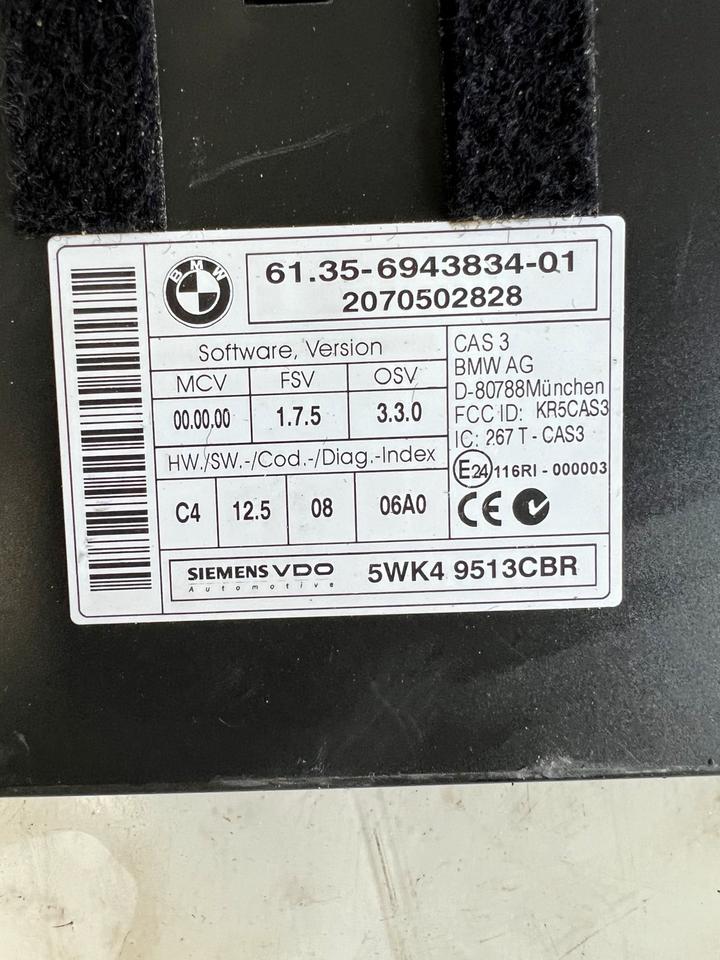 BMW
61.35-6943834-01
2070502828
Software, Version
MCV FSV OSV
00.00.00 1.7.5 3.3.0
HW./SW.-/Cod.-/Diag.-Index
C4 12.5 08 06A0
CAS 3
BMW AG
D-80788München
FCC ID: KR5CAS3
IC: 267 T - CAS3
E24 116RI - 000003
CE
SIEMENS VDO
Automotive
5WK4 9513CBR